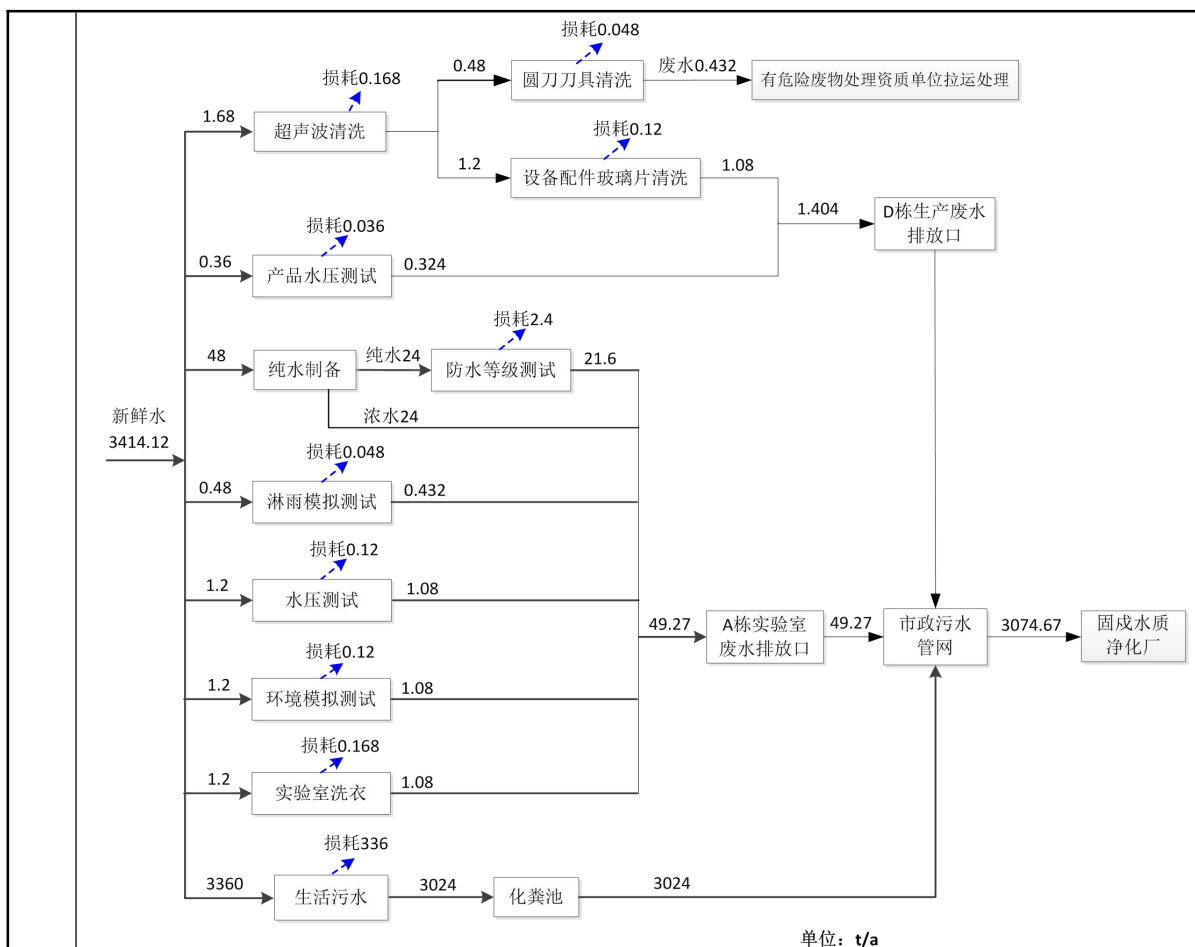 损耗0.048
0.48
圆刀刀具清洗
废水0.432
有危险废物处理资质单位拉运处理
损耗0.168
1.68
超声波清洗
损耗0.12
1.2
设备配件玻璃片清洗
1.08
1.404
D栋生产废水
排放口
损耗0.036
0.36
产品水压测试
0.324
损耗2.4
48
纯水制备
纯水24
防水等级测试
21.6
浓水24
新鲜水
3414.12
损耗0.048
0.48
淋雨模拟测试
0.432
损耗0.12
1.2
水压测试
1.08
49.27
A栋实验室
废水排放口
49.27
市政污水
管网
3074.67
固戍水质
净化厂
损耗0.12
1.2
环境模拟测试
1.08
损耗0.168
1.2
实验室洗衣
1.08
损耗336
3360
生活污水
3024
化粪池
3024
单位：t/a